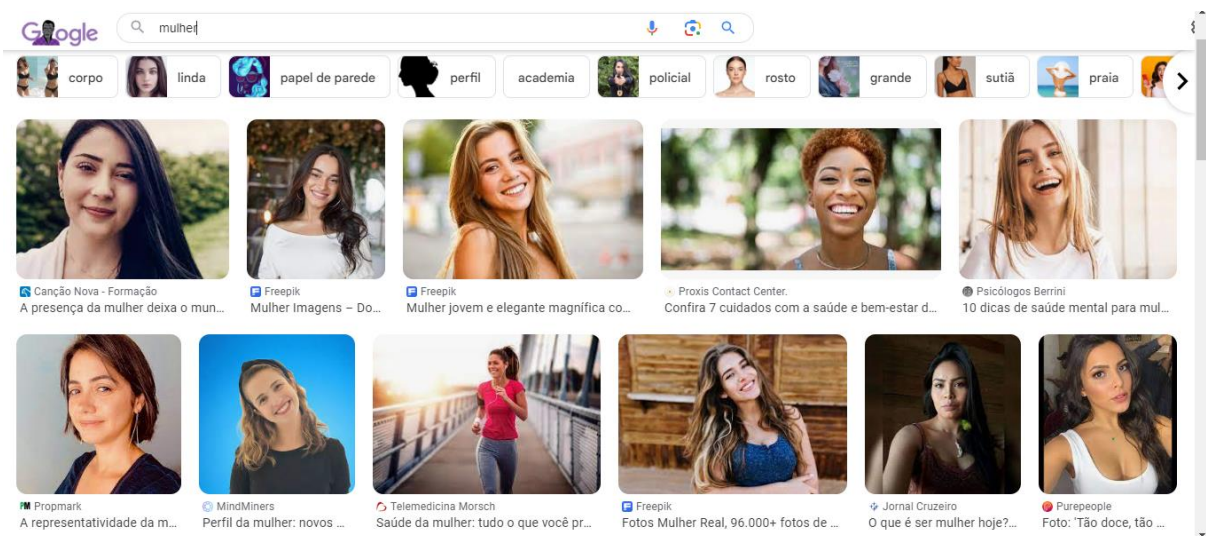 Google
mulher
corpo
linda
papel de parede
perfil
academia
policial
rosto
grande
sutiã
praia
Canção Nova - Formação
A presença da mulher deixa o mun...
Freepik
Mulher Imagens – Do...
Freepik
Mulher jovem e elegante magnífica co...
Proxis Contact Center.
Confira 7 cuidados com a saúde e bem-estar d...
Psicólogos Berrini
10 dicas de saúde mental para mul...
Propmark
A representatividade da m...
MindMiners
Perfil da mulher: novos ...
Telemedicina Morsch
Saúde da mulher: tudo o que você pr...
Freepik
Fotos Mulher Real, 96.000+ fotos de ...
Jornal Cruzeiro
O que é ser mulher hoje?...
Purepeople
Foto: 'Tão doce, tão ...